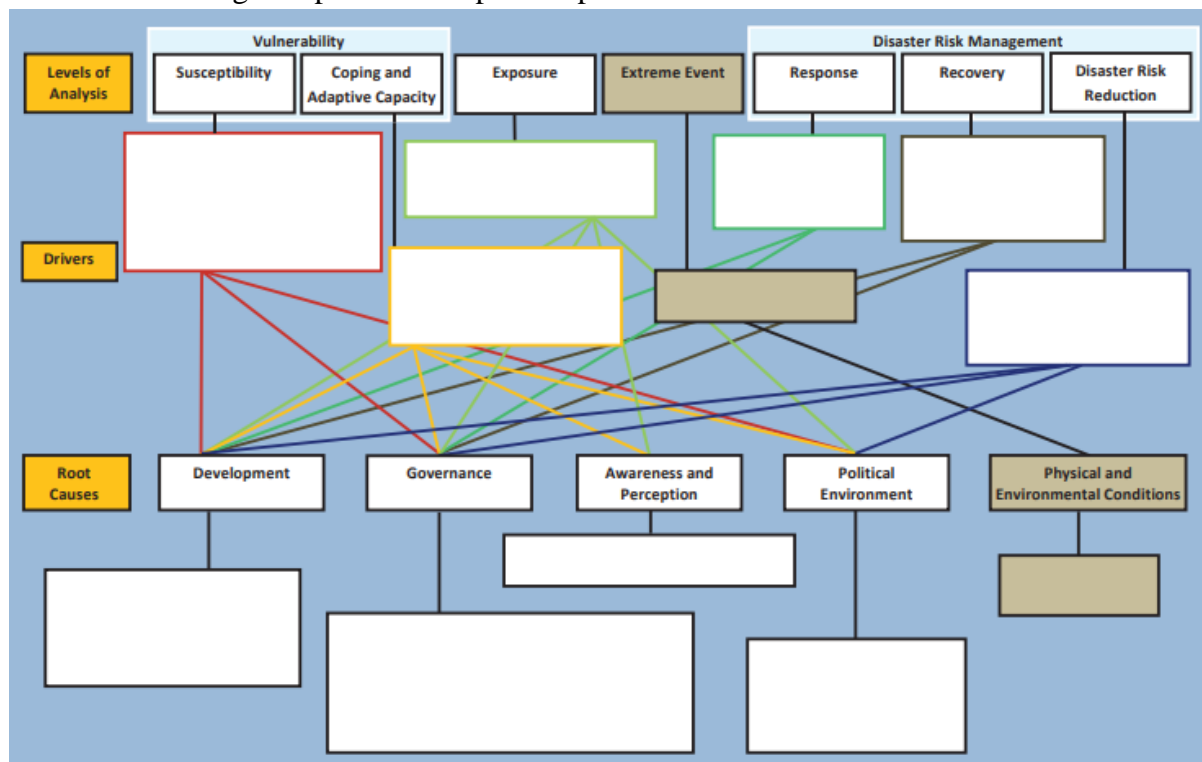 Vulnerability
Disaster Risk Management
Levels of
Analysis
Susceptibility
Coping and
Adaptive Capacity
Exposure
Extreme Event
Response
Recovery
Disaster Risk
Reduction
Drivers
Root
Causes
Development
Governance
Awareness and
Perception
Political
Environment
Physical and
Environmental Conditions